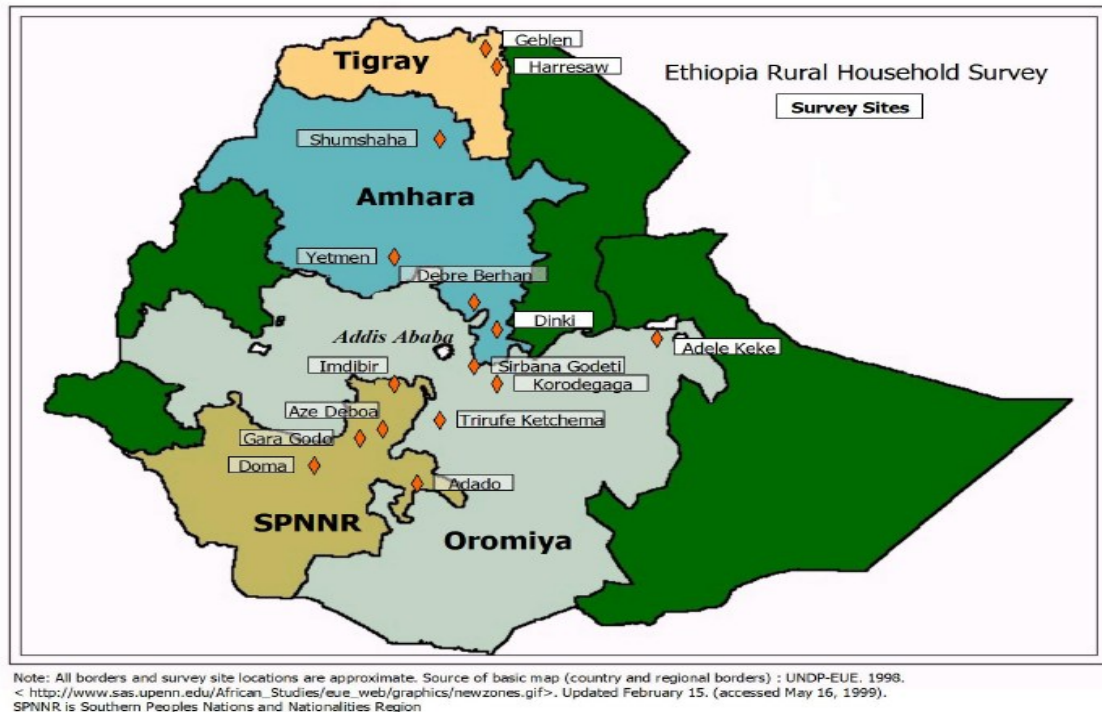 Geblen
Tigray
Harresaw
Ethiopia Rural Household Survey
Survey Sites
Shumshaha
Amhara
Yetmen
Debre Berhan
Dinki
Addis Ababa
Adele Keke
Imdibir
Sirbana Godeti
Korodegaga
Aze Deboa
Trirufe Ketchema
Gara Godo
Doma
Adado
SPNNR
Oromiya
Note: All borders and survey site locations are approximate. Source of basic map (country and regional borders) : UNDP-EUE. 1998.
< http://www.sas.upenn.edu/African_Studies/eue_web/graphics/newzones.gif>. Updated February 15. (accessed May 16, 1999).
SPNNR is Southern Peoples Nations and Nationalities Region